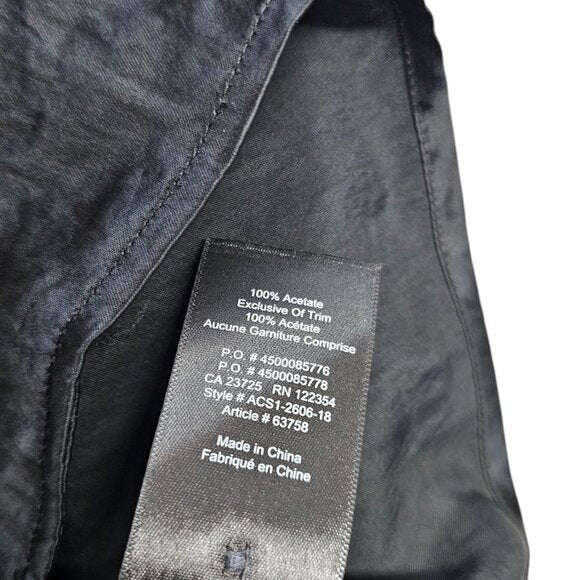 100% Acetate
Exclusive Of Trim
100% Acétate
Aucune Garniture Comprise
P.O. # 4500085776
P.O. # 4500085778
CA 23725 RN 122354
Style # ACS1-2606-18
Article # 63758
Made in China
Fabriqué en Chine